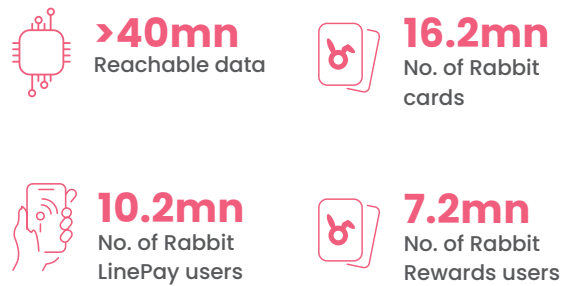 >40mn
Reachable data
16.2mn
No. of Rabbit
cards
10.2mn
No. of Rabbit
LinePay users
7.2mn
No. of Rabbit
Rewards users